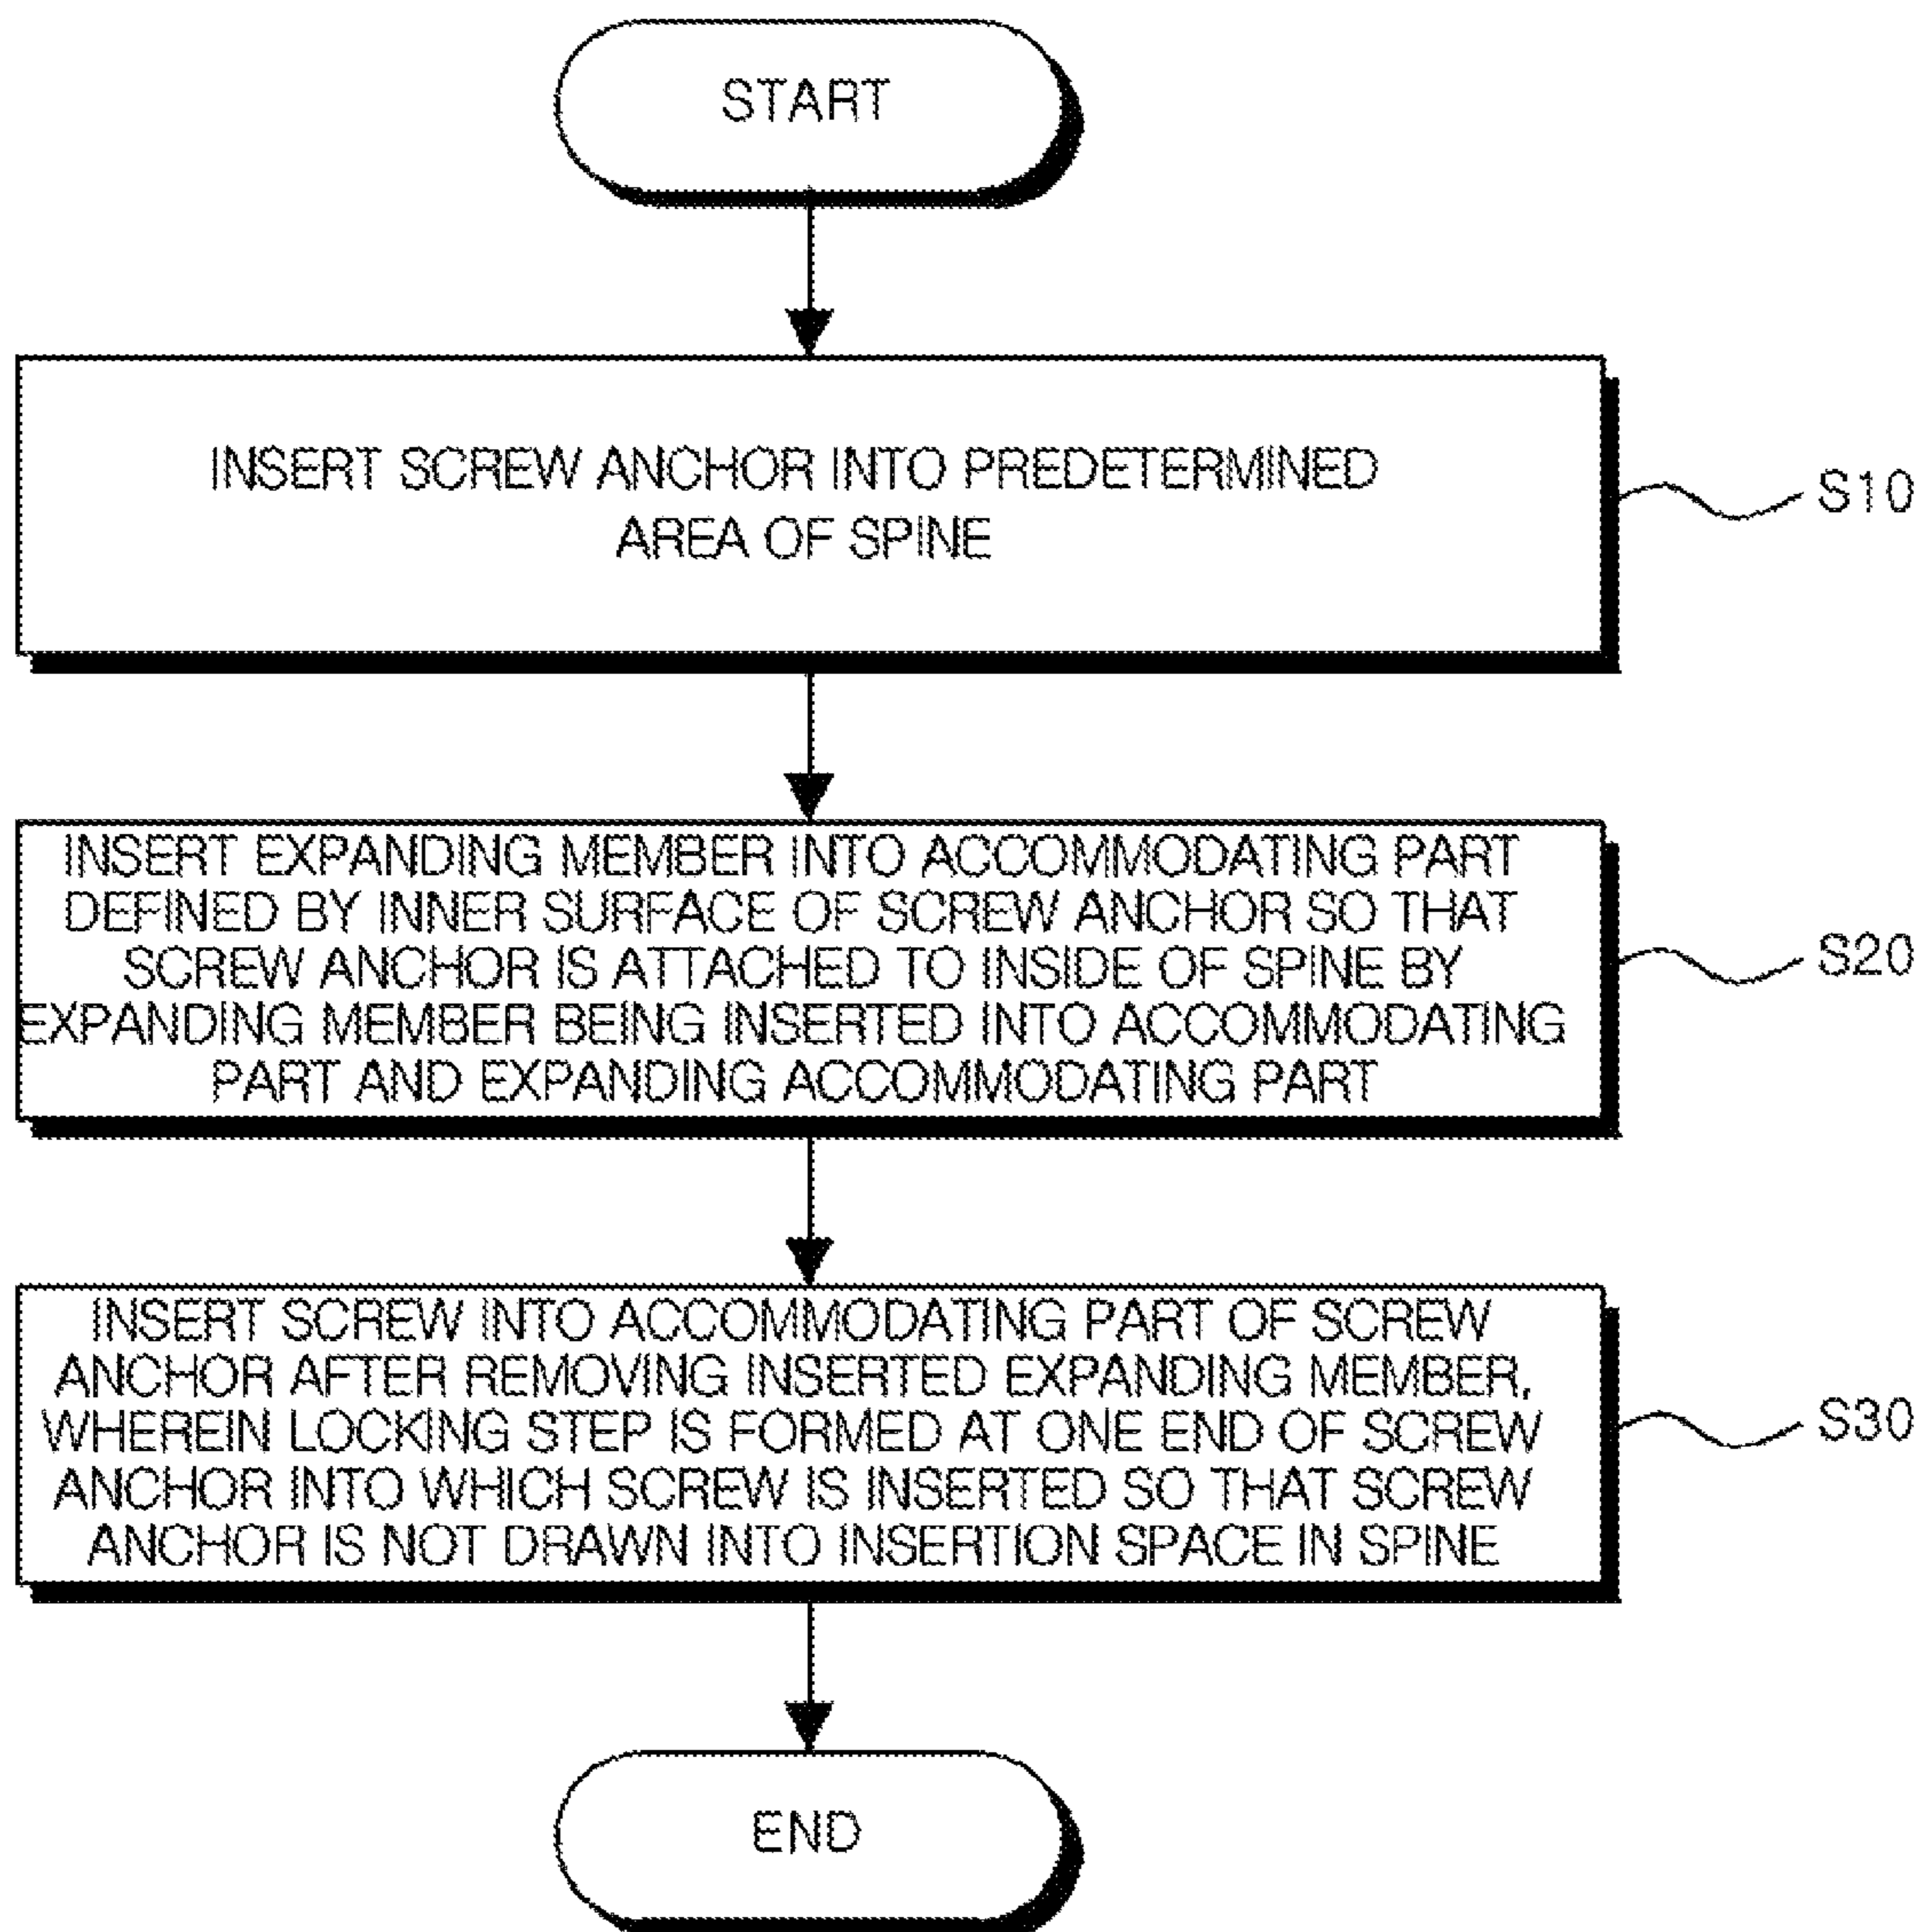 START
INSERT SCREW ANCHOR INTO PREDETERMINED
AREA OF SPINE
S10
INSERT EXPANDING MEMBER INTO ACCOMMODATING PART
DEFINED BY INNER SURFACE OF SCREW ANCHOR SO THAT
SCREW ANCHOR IS ATTACHED TO INSIDE OF SPINE BY
EXPANDING MEMBER BEING INSERTED INTO ACCOMMODATING
PART AND EXPANDING ACCOMMODATING PART
S20
INSERT SCREW INTO ACCOMMODATING PART OF SCREW
ANCHOR AFTER REMOVING INSERTED EXPANDING MEMBER,
WHEREIN LOCKING STEP IS FORMED AT ONE END OF SCREW
ANCHOR INTO WHICH SCREW IS INSERTED SO THAT SCREW
ANCHOR IS NOT DRAWN INTO INSERTION SPACE IN SPINE
S30
END